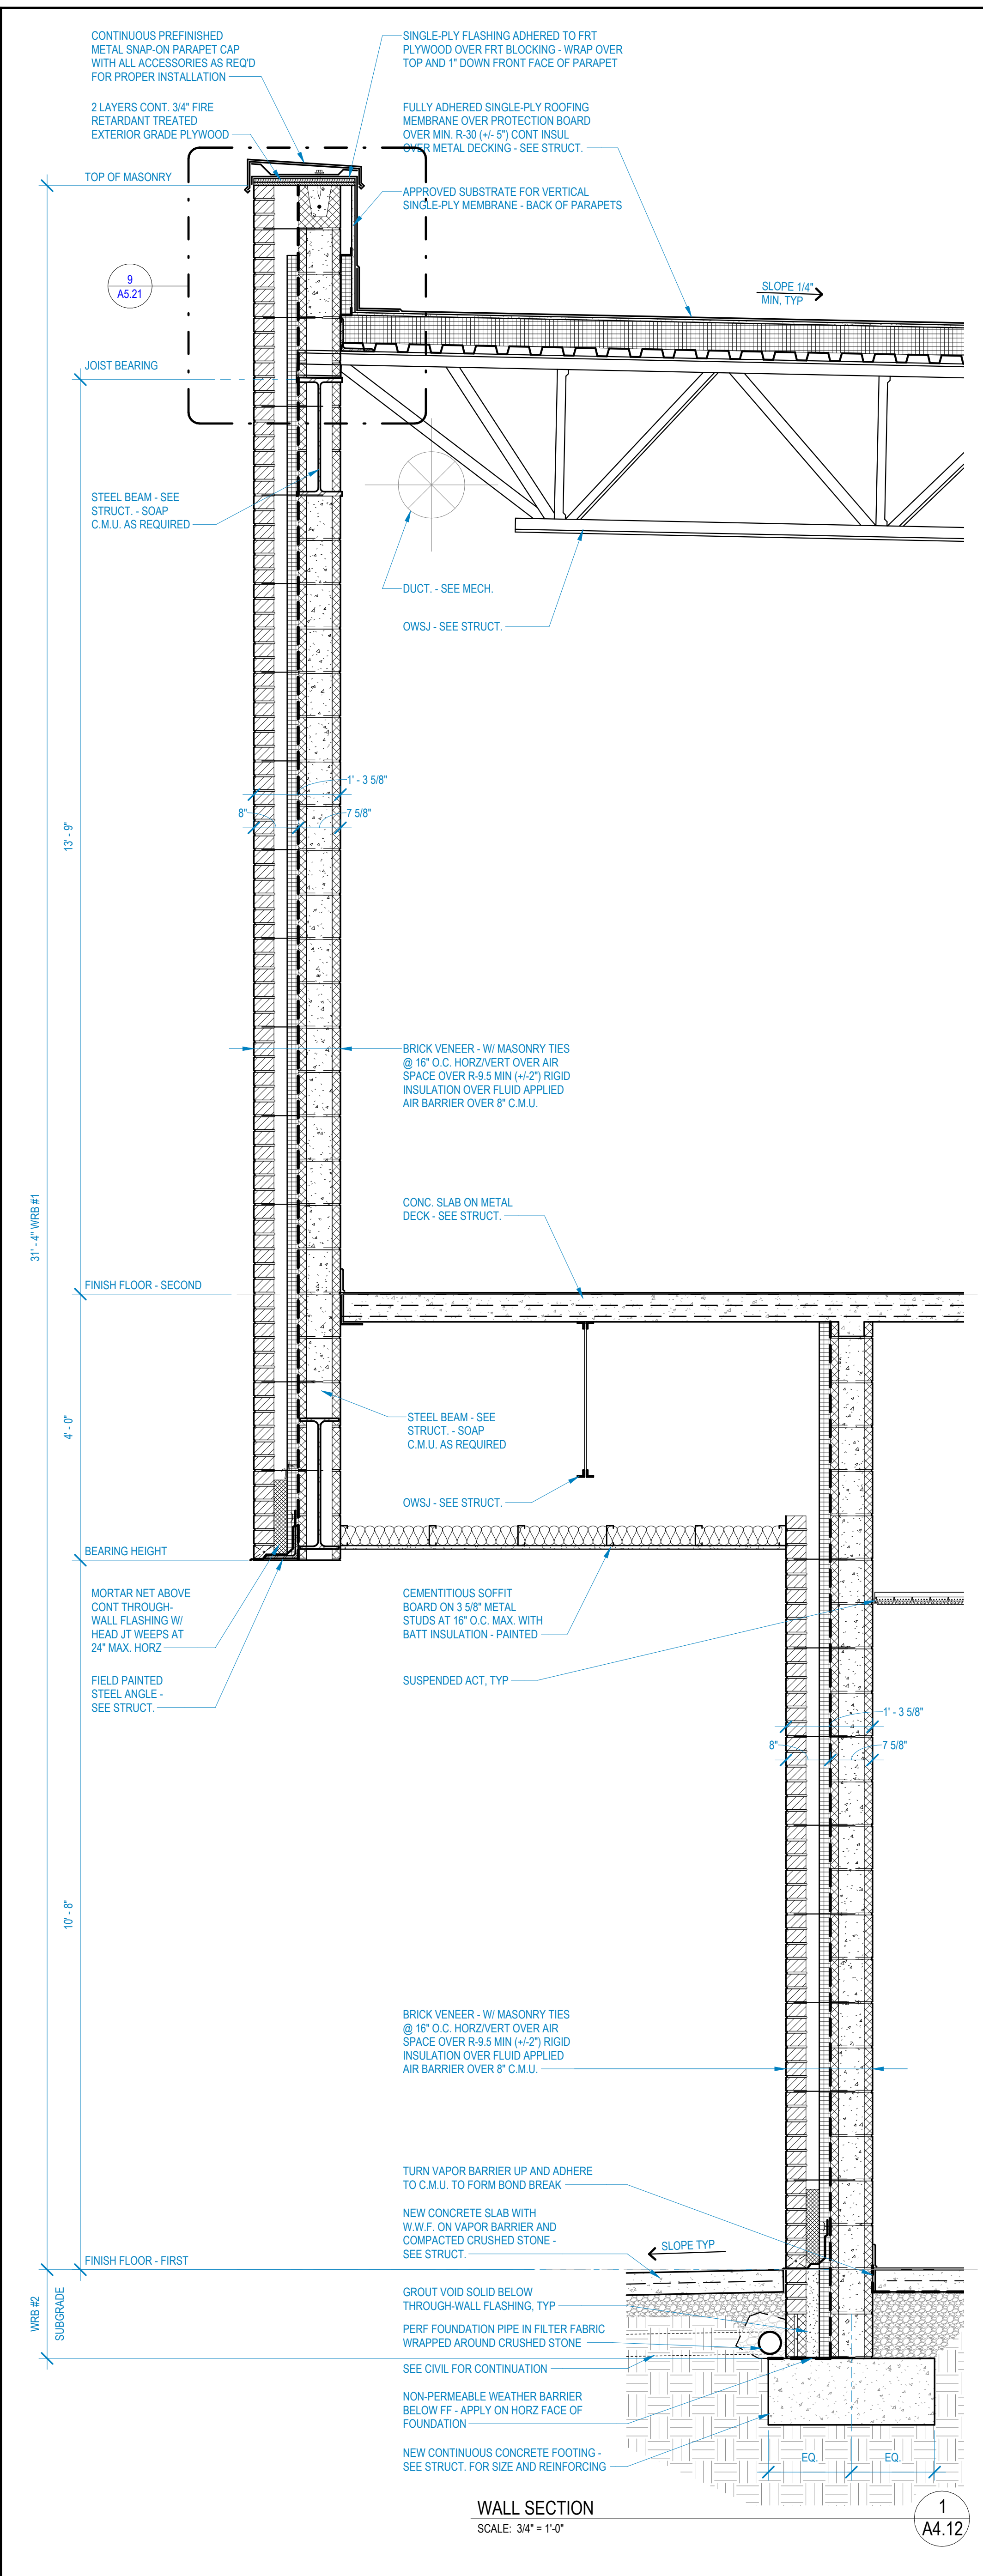 CONTINUOUS PREFINISHED
METAL SNAP-ON PARAPET CAP
WITH ALL ACCESSORIES AS REQ'D
FOR PROPER INSTALLATION
SINGLE-PLY FLASHING ADHERED TO FRT
PLYWOOD OVER FRT BLOCKING - WRAP OVER
TOP AND 1" DOWN FRONT FACE OF PARAPET
2 LAYERS CONT. 3/4" FIRE
RETARDANT TREATED
EXTERIOR GRADE PLYWOOD
FULLY ADHERED SINGLE-PLY ROOFING
MEMBRANE OVER PROTECTION BOARD
OVER MIN. R-30 (+/- 5") CONT INSUL
OVER METAL DECKING - SEE STRUCT.
TOP OF MASONRY
APPROVED SUBSTRATE FOR VERTICAL
SINGLE-PLY MEMBRANE - BACK OF PARAPETS
9
A5.21
SLOPE 1/4"
MIN, TYP
JOIST BEARING
STEEL BEAM - SEE
STRUCT. - SOAP
C.M.U. AS REQUIRED
DUCT. - SEE MECH.
OWSJ - SEE STRUCT.
1' - 3 5/8"
8"
7 5/8"
13' - 9"
BRICK VENEER - W/ MASONRY TIES
@ 16" O.C. HORZ/VERT OVER AIR
SPACE OVER R-9.5 MIN (+/-2") RIGID
INSULATION OVER FLUID APPLIED
AIR BARRIER OVER 8" C.M.U.
31' - 4" WRB #1
CONC. SLAB ON METAL
DECK - SEE STRUCT.
FINISH FLOOR - SECOND
4' - 0"
STEEL BEAM - SEE
STRUCT. - SOAP
C.M.U. AS REQUIRED
OWSJ - SEE STRUCT.
BEARING HEIGHT
MORTAR NET ABOVE
CONT THROUGH-
WALL FLASHING W/
HEAD JT WEEPS AT
24" MAX. HORZ
CEMENTITIOUS SOFFIT
BOARD ON 3 5/8" METAL
STUDS AT 16" O.C. MAX. WITH
BATT INSULATION - PAINTED
FIELD PAINTED
STEEL ANGLE -
SEE STRUCT.
SUSPENDED ACT, TYP
1' - 3 5/8"
8"
7 5/8"
10' - 8"
BRICK VENEER - W/ MASONRY TIES
@ 16" O.C. HORZ/VERT OVER AIR
SPACE OVER R-9.5 MIN (+/-2") RIGID
INSULATION OVER FLUID APPLIED
AIR BARRIER OVER 8" C.M.U.
TURN VAPOR BARRIER UP AND ADHERE
TO C.M.U. TO FORM BOND BREAK
NEW CONCRETE SLAB WITH
W.W.F. ON VAPOR BARRIER AND
COMPACTED CRUSHED STONE -
SEE STRUCT.
SLOPE TYP
FINISH FLOOR - FIRST
WRB #2
SUBGRADE
GROUT VOID SOLID BELOW
THROUGH-WALL FLASHING, TYP
PERF FOUNDATION PIPE IN FILTER FABRIC
WRAPPED AROUND CRUSHED STONE
SEE CIVIL FOR CONTINUATION
NON-PERMEABLE WEATHER BARRIER
BELOW FF - APPLY ON HORZ FACE OF
FOUNDATION
NEW CONTINUOUS CONCRETE FOOTING -
SEE STRUCT. FOR SIZE AND REINFORCING
EQ.
EQ.
WALL SECTION
SCALE: 3/4" = 1'-0"
1
A4.12